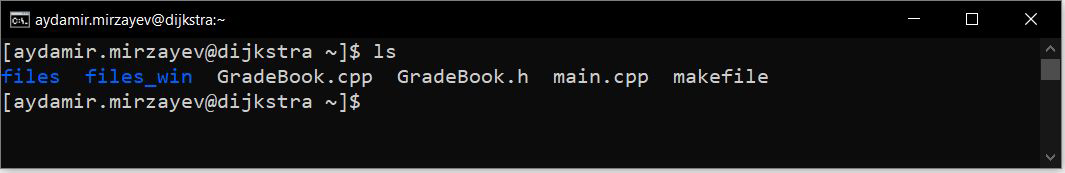 aydamir.mirzayev@dijkstra:~
[aydamir.mirzayev@dijkstra ~]$ ls
files  files_win  GradeBook.cpp  GradeBook.h  main.cpp  makefile
[aydamir.mirzayev@dijkstra ~]$